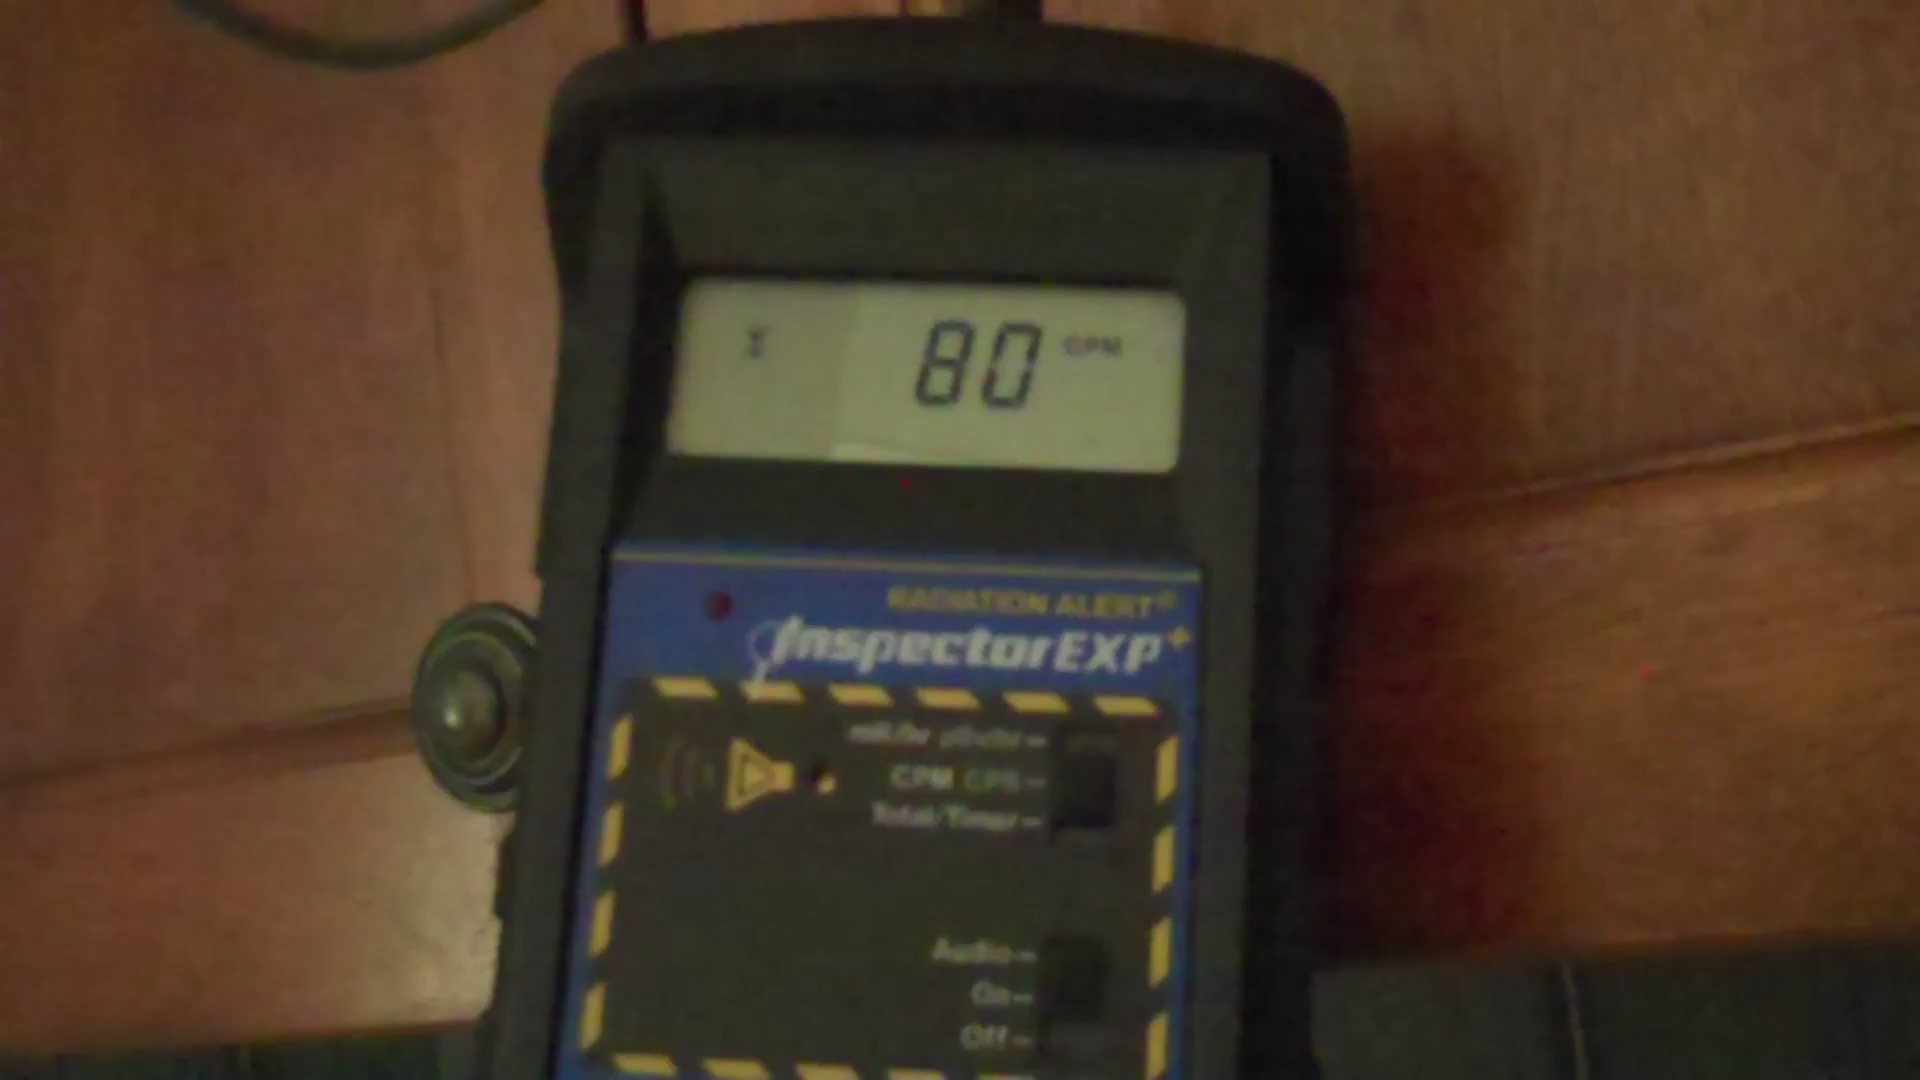 80 CPM
RADIATION ALERT®
InspectorEXP+
mR/hr µSv/hr
CPM CPS
Total/Timer
Audio
On
Off